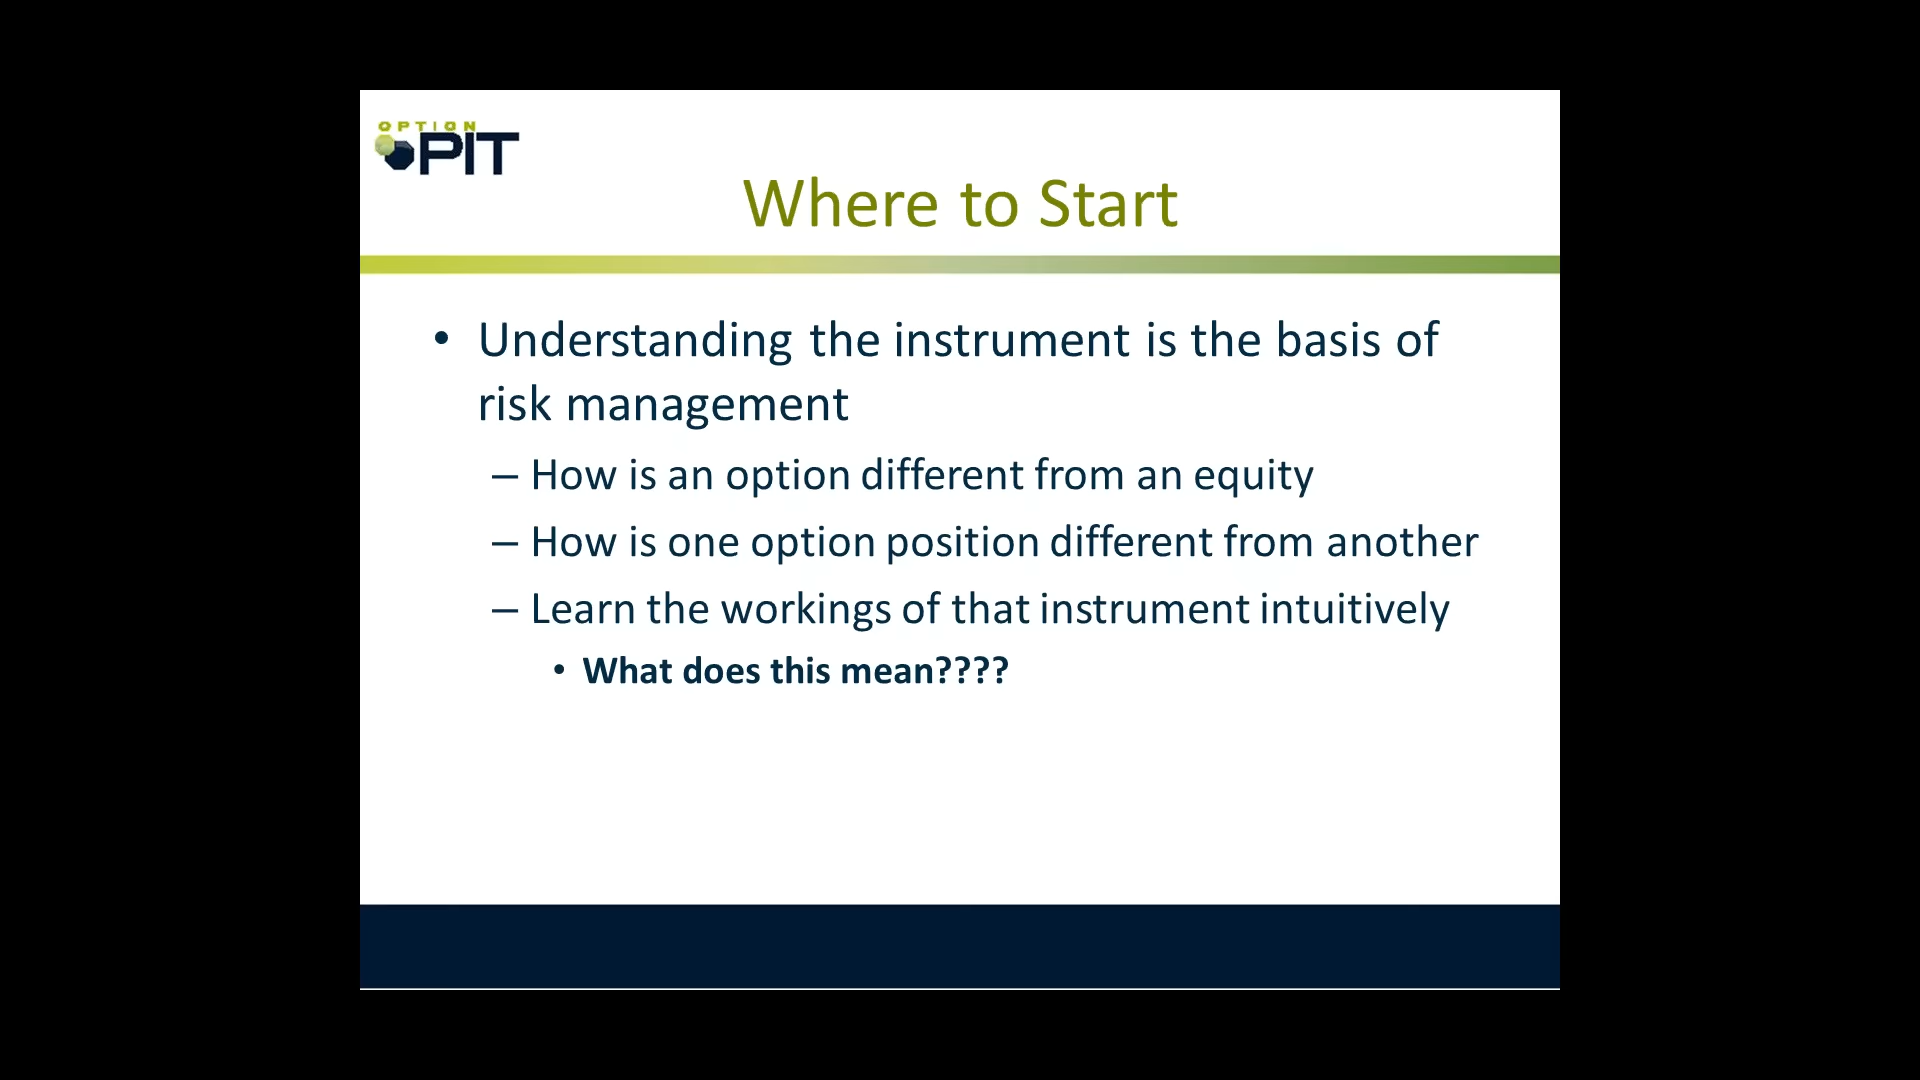 OPTION
PIT
Where to Start
• Understanding the instrument is the basis of
risk management
– How is an option different from an equity
– How is one option position different from another
– Learn the workings of that instrument intuitively
• What does this mean????